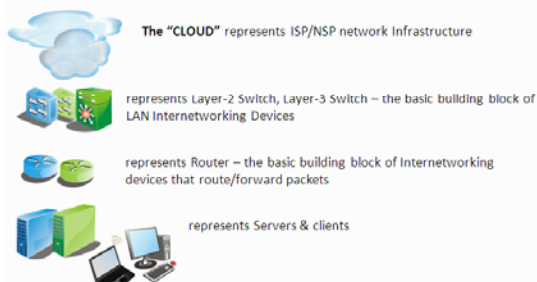 The “CLOUD” represents ISP/NSP network Infrastructure
represents Layer-2 Switch, Layer-3 Switch – the basic building block of
LAN Internetworking Devices
represents Router – the basic building block of Internetworking
devices that route/forward packets
represents Servers & clients